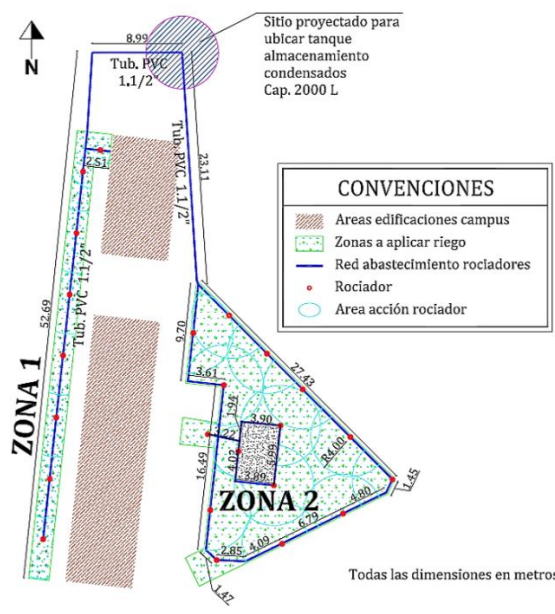 8.99
Sitio proyectado para
ubicar tanque
almacenamiento
condensados
Cap. 2000 L
N
Tub. PVC
1.1/2"
2.51
Tub. PVC 1.1/2"
23.11
CONVENCIONES
Areas edificaciones campus
Zonas a aplicar riego
Red abastecimiento rociadores
Rociador
Area acción rociador
52.69
Tub. PVC 1.1/2"
ZONA 1
9.70
27.43
3.61
1.94
3.90
R4.00
16.49
4.02
5.99
3.89
ZONA 2
1.45
4.80
6.79
4.09
2.85
1.47
Todas las dimensiones en metros